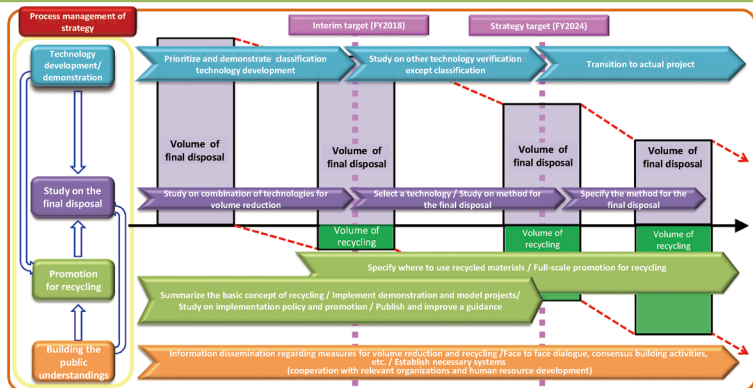 Process management of
strategy
Interim target (FY2018)
Strategy target (FY2024)
Technology
development/
demonstration
Prioritize and demonstrate classification
technology development
Study on other technology verification
except classification
Transition to actual project
Volume of
final disposal
Volume of
final disposal
Volume of
final disposal
Volume of
final disposal
Study on the
final disposal
Study on combination of technologies for
volume reduction
Select a technology / Study on method for
the final disposal
Specify the method for the
final disposal
Volume of
recycling
Volume of
recycling
Volume of
recycling
Promotion
for recycling
Specify where to use recycled materials / Full-scale promotion for recycling
Summarize the basic concept of recycling / Implement demonstration and model projects/
Study on implementation policy and promotion / Publish and improve a guidance
Building the
public
understandings
Information dissemination regarding measures for volume reduction and recycling /Face to face dialogue, consensus building activities,
etc. / Establish necessary systems
(cooperation with relevant organizations and human resource development)